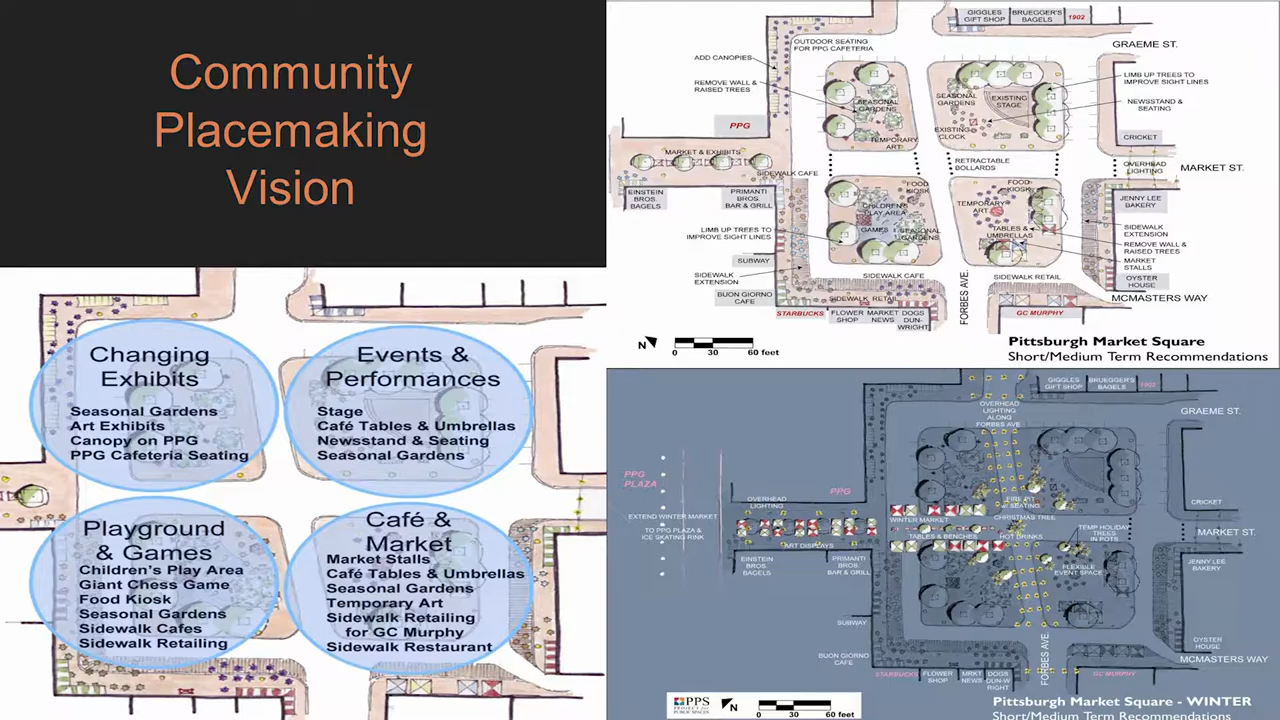 Community
Placemaking
Vision
Changing
Exhibits
Seasonal Gardens
Art Exhibits
Canopy on PPG
PPG Cafeteria Seating
Events &
Performances
Stage
Café Tables & Umbrellas
Newsstand & Seating
Seasonal Gardens
Playground
& Games
Children's Play Area
Giant Chess Game
Food Kiosk
Seasonal Gardens
Sidewalk Cafes
Sidewalk Retailing
Café &
Market
Market Stalls
Café Tables & Umbrellas
Seasonal Gardens
Temporary Art
Sidewalk Retailing
for GC Murphy
Sidewalk Restaurant
GIGGLES
GIFT SHOP
BRUEGGER'S
BAGELS
1902
OUTDOOR SEATING
FOR PPG CAFETERIA
GRAEME ST.
ADD CANOPIES
REMOVE WALL &
RAISED TREES
LIMB UP TREES TO
IMPROVE SIGHT LINES
SEASONAL
GARDENS
SEASONAL
GARDENS
EXISTING
STAGE
NEWSSTAND &
SEATING
PPG
EXISTING
CLOCK
CRICKET
TEMPORARY
ART
MARKET & EXHIBITS
RETRACTABLE
BOLLARDS
OVERHEAD
LIGHTING
MARKET ST.
SIDEWALK CAFE
EINSTEIN
BROS.
BAGELS
PRIMANTI
BROS.
BAR & GRILL
FOOD
KIOSK
FOOD
KIOSK
CHILDREN'S
PLAY AREA
TEMPORARY
ART
JENNY LEE
BAKERY
LIMB UP TREES TO
IMPROVE SIGHT LINES
GAMES
SEASONAL
GARDENS
TABLES &
UMBRELLAS
SIDEWALK
EXTENSION
REMOVE WALL &
RAISED TREES
SUBWAY
MARKET
STALLS
SIDEWALK
EXTENSION
SIDEWALK CAFE
FORBES AVE.
SIDEWALK RETAIL
OYSTER
HOUSE
BUON GIORNO
CAFE
SIDEWALK RETAIL
MCMASTERS WAY
STARBUCKS
FLOWER
SHOP
MARKET
NEWS
DOGS
DUN-
WRIGHT
GC MURPHY
N
0 30 60 feet
Pittsburgh Market Square
Short/Medium Term Recommendations
GIGGLES
GIFT SHOP
BRUEGGER'S
BAGELS
1902
OVERHEAD
LIGHTING
ALONG
FORBES AVE.
GRAEME ST.
PPG
PLAZA
PPG
OVERHEAD
LIGHTING
FIRE PIT
W/ SEATING
CRICKET
EXTEND WINTER MARKET
TO PPG PLAZA &
ICE SKATING RINK
WINTER MARKET
CHRISTMAS TREE
TABLES & BENCHES
HOT DRINKS
TEMP HOLIDAY
TREES
IN POTS
MARKET ST.
ART DISPLAYS
EINSTEIN
BROS.
BAGELS
PRIMANTI
BROS.
BAR & GRILL
FLEXIBLE
EVENT SPACE
JENNY LEE
BAKERY
SUBWAY
FORBES AVE.
OYSTER
HOUSE
BUON GIORNO
CAFE
MCMASTERS WAY
STARBUCKS
FLOWER
SHOP
MRKT
NEWS
DOGS
DUN-W
RIGHT
GC MURPHY
PPS
PROJECT for
PUBLIC SPACES
N
0 30 60 feet
Pittsburgh Market Square - WINTER
Short/Medium Term Recommendations